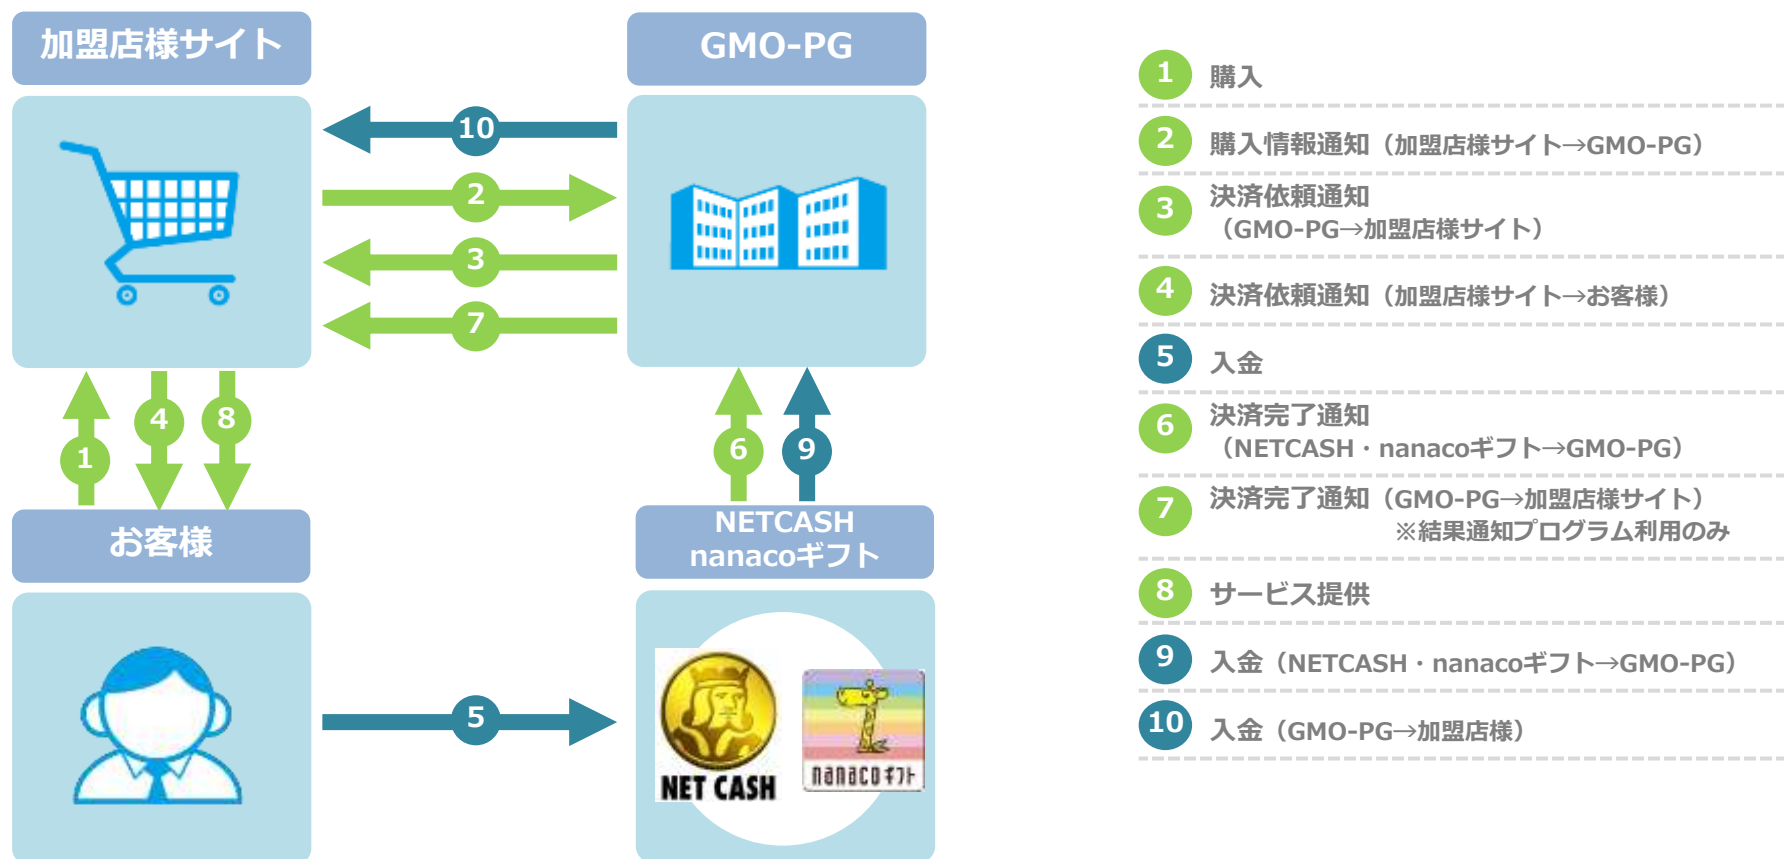 加盟店様サイト
GMO-PG
10
2
3
7
1
4
8
6
9
お客様
NETCASH
nanacoギフト
5
NET CASH
nanacoギフト
1 購入
2 購入情報通知（加盟店様サイト→GMO-PG）
3 決済依頼通知
（GMO-PG→加盟店様サイト）
4 決済依頼通知（加盟店様サイト→お客様）
5 入金
6 決済完了通知
（NETCASH・nanacoギフト→GMO-PG）
7 決済完了通知（GMO-PG→加盟店様サイト）
※結果通知プログラム利用のみ
8 サービス提供
9 入金（NETCASH・nanacoギフト→GMO-PG）
10 入金（GMO-PG→加盟店様）